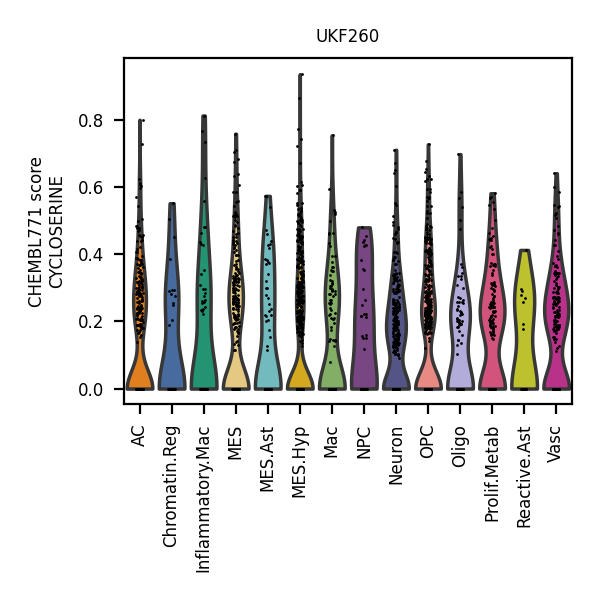 UKF260
CHEMBL771 score
CYCLOSERINE
0.8
0.6
0.4
0.2
0.0
AC
Chromatin.Reg
Inflammatory.Mac
MES
MES.Ast
MES.Hyp
Mac
NPC
Neuron
OPC
Oligo
Prolif.Metab
Reactive.Ast
Vasc